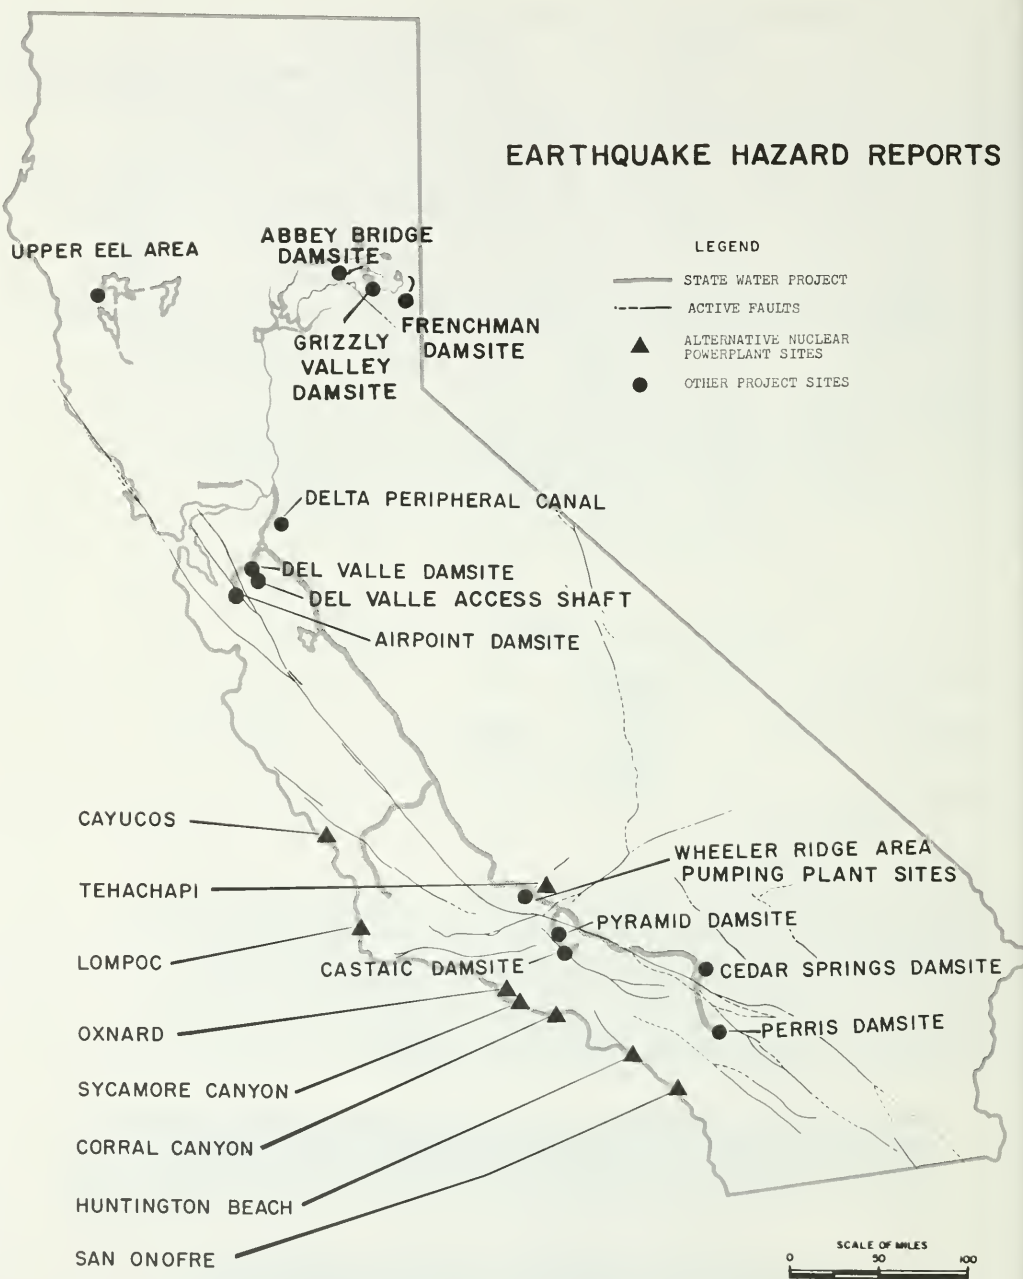 EARTHQUAKE HAZARD REPORTS
LEGEND
STATE WATER PROJECT
ACTIVE FAULTS
ALTERNATIVE NUCLEAR
POWERPLANT SITES
OTHER PROJECT SITES
UPPER EEL AREA
ABBEY BRIDGE
DAMSITE
GRIZZLY
VALLEY
DAMSITE
FRENCHMAN
DAMSITE
DELTA PERIPHERAL CANAL
DEL VALLE DAMSITE
DEL VALLE ACCESS SHAFT
AIRPOINT DAMSITE
CAYUCOS
WHEELER RIDGE AREA
PUMPING PLANT SITES
TEHACHAPI
PYRAMID DAMSITE
LOMPOC
CASTAIC DAMSITE
CEDAR SPRINGS DAMSITE
OXNARD
PERRIS DAMSITE
SYCAMORE CANYON
CORRAL CANYON
HUNTINGTON BEACH
SAN ONOFRE
SCALE OF MILES
0 50 100